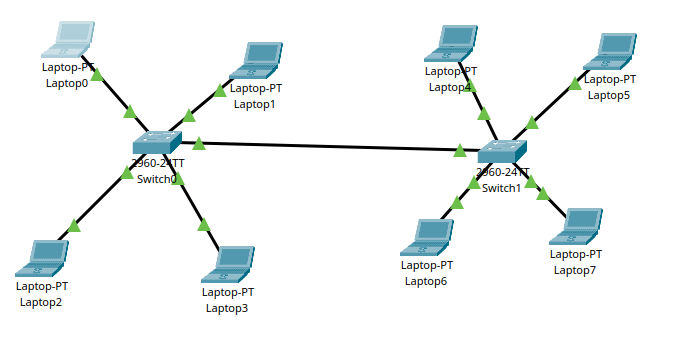 Laptop-PT
Laptop0
Laptop-PT
Laptop1
Laptop-PT
Laptop4
Laptop-PT
Laptop5
2960-24TT
Switch0
2960-24TT
Switch1
Laptop-PT
Laptop2
Laptop-PT
Laptop3
Laptop-PT
Laptop6
Laptop-PT
Laptop7